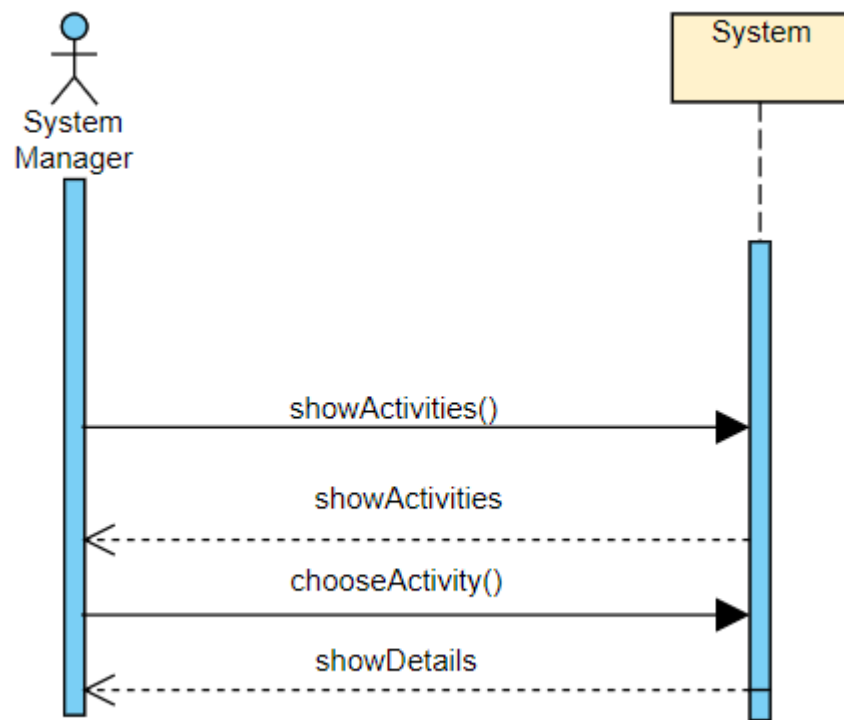 System
System
Manager
showActivities()
showActivities
chooseActivity()
showDetails